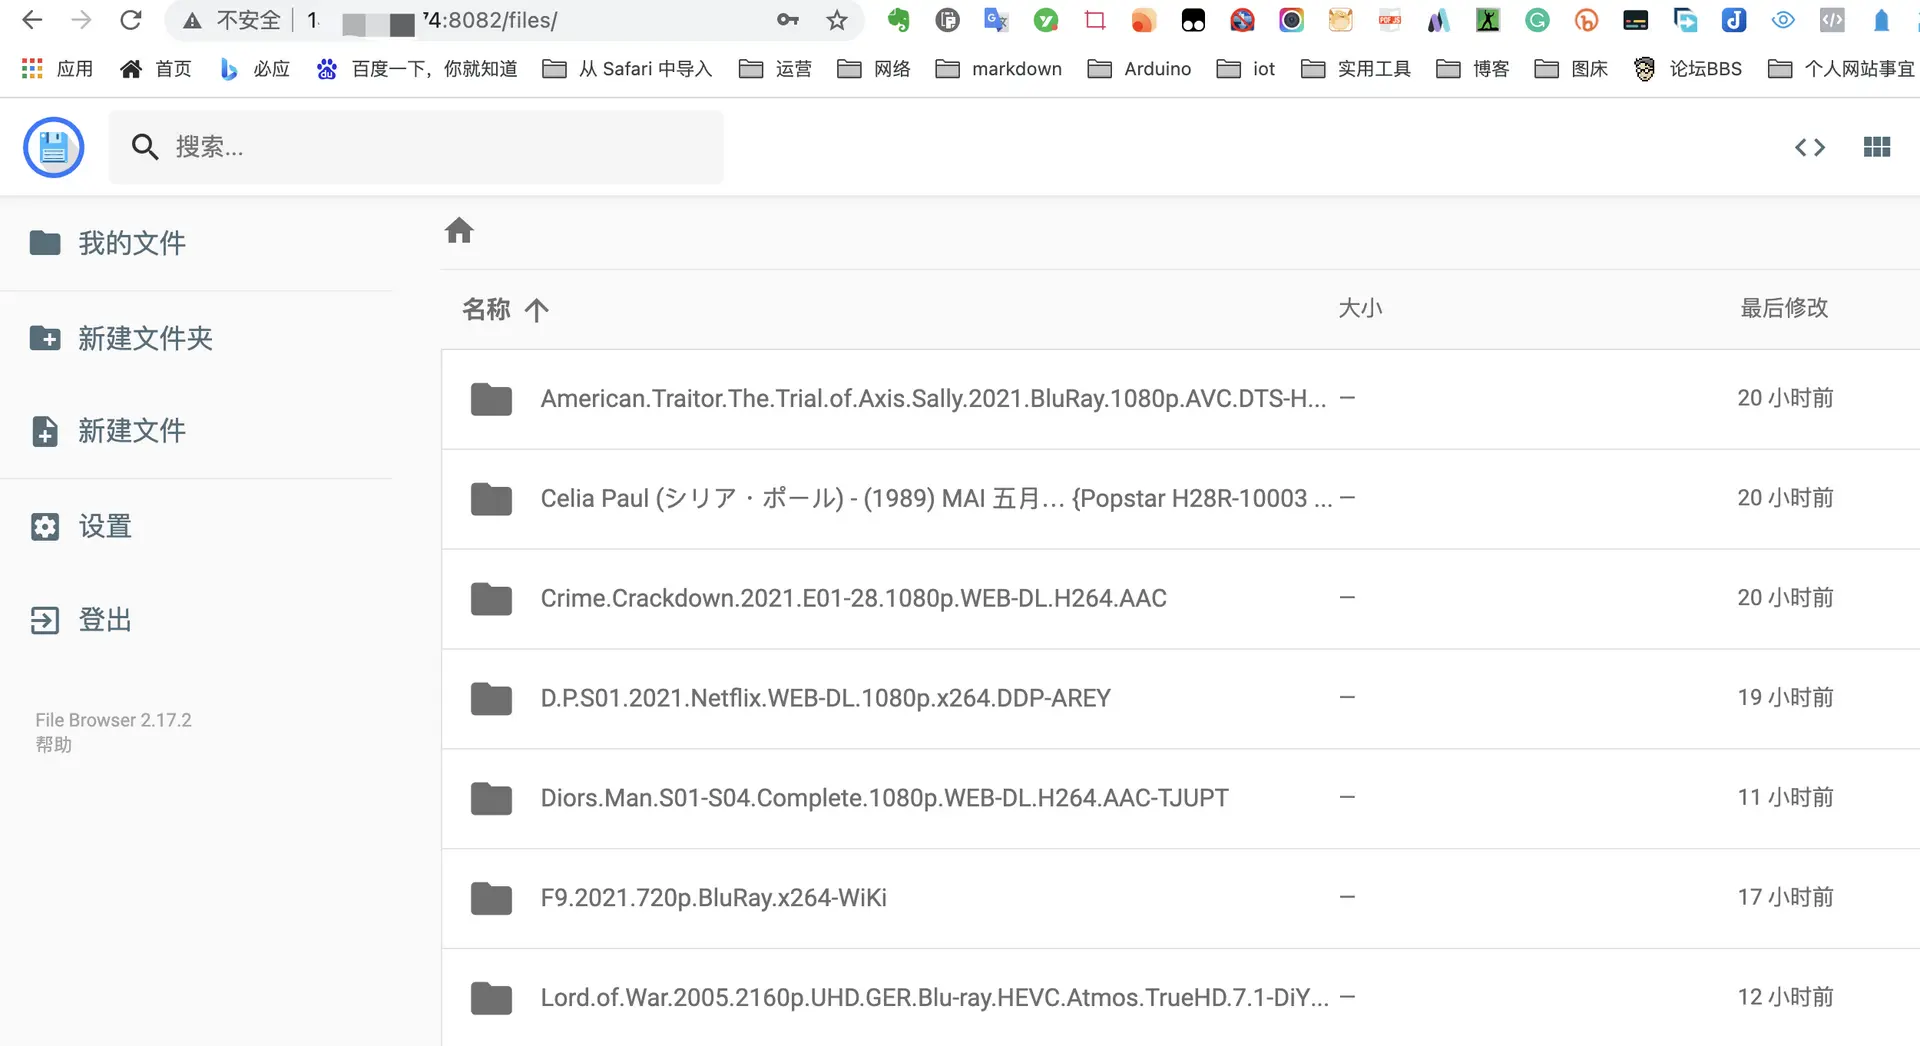 不安全 1. 74:8082/files/
应用 首页 必应 百度一下，你就知道 从 Safari 中导入 运营 网络 markdown Arduino iot 实用工具 博客 图床 论坛BBS 个人网站事宜
搜索...
我的文件
新建文件夹
新建文件
设置
登出
File Browser 2.17.2
帮助
名称 大小 最后修改
American.Traitor.The.Trial.of.Axis.Sally.2021.BluRay.1080p.AVC.DTS-H... — 20 小时前
Celia Paul (シリア・ポール) - (1989) MAI 五月... {Popstar H28R-10003 ... — 20 小时前
Crime.Crackdown.2021.E01-28.1080p.WEB-DL.H264.AAC — 20 小时前
D.P.S01.2021.Netflix.WEB-DL.1080p.x264.DDP-AREY — 19 小时前
Diors.Man.S01-S04.Complete.1080p.WEB-DL.H264.AAC-TJUPT — 11 小时前
F9.2021.720p.BluRay.x264-WiKi — 17 小时前
Lord.of.War.2005.2160p.UHD.GER.Blu-ray.HEVC.Atmos.TrueHD.7.1-DiY... — 12 小时前